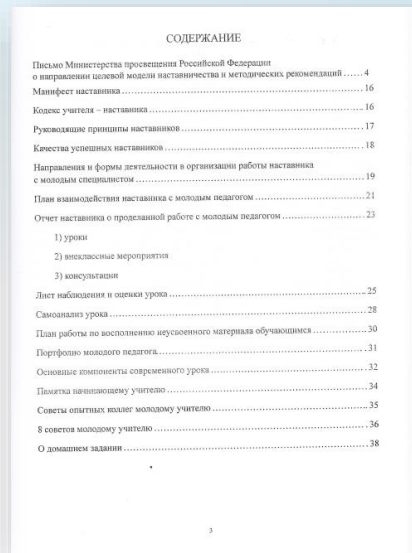 СОДЕРЖАНИЕ
Письмо Министерства просвещения Российской Федерации
о направлении целевой модели наставничества и методических рекомендаций ...... 4
Манифест наставника ...... 16
Кодекс учителя – наставника ...... 16
Руководящие принципы наставников ...... 17
Качества успешных наставников ...... 18
Направления и формы деятельности в организации работы наставника
с молодым специалистом ...... 19
План взаимодействия наставника с молодым педагогом ...... 21
Отчет наставника о проделанной работе с молодым педагогом ...... 23
1) уроки
2) внеклассные мероприятия
3) консультации
Лист наблюдения и оценки урока ...... 25
Самоанализ урока ...... 28
План работы по восполнению неусвоенного материала обучающимся ...... 30
Портфолио молодого педагога ...... 31
Основные компоненты современного урока ...... 32
Памятка начинающему учителю ...... 34
Советы опытных коллег молодому учителю ...... 35
8 советов молодому учителю ...... 36
О домашнем задании ...... 38
3